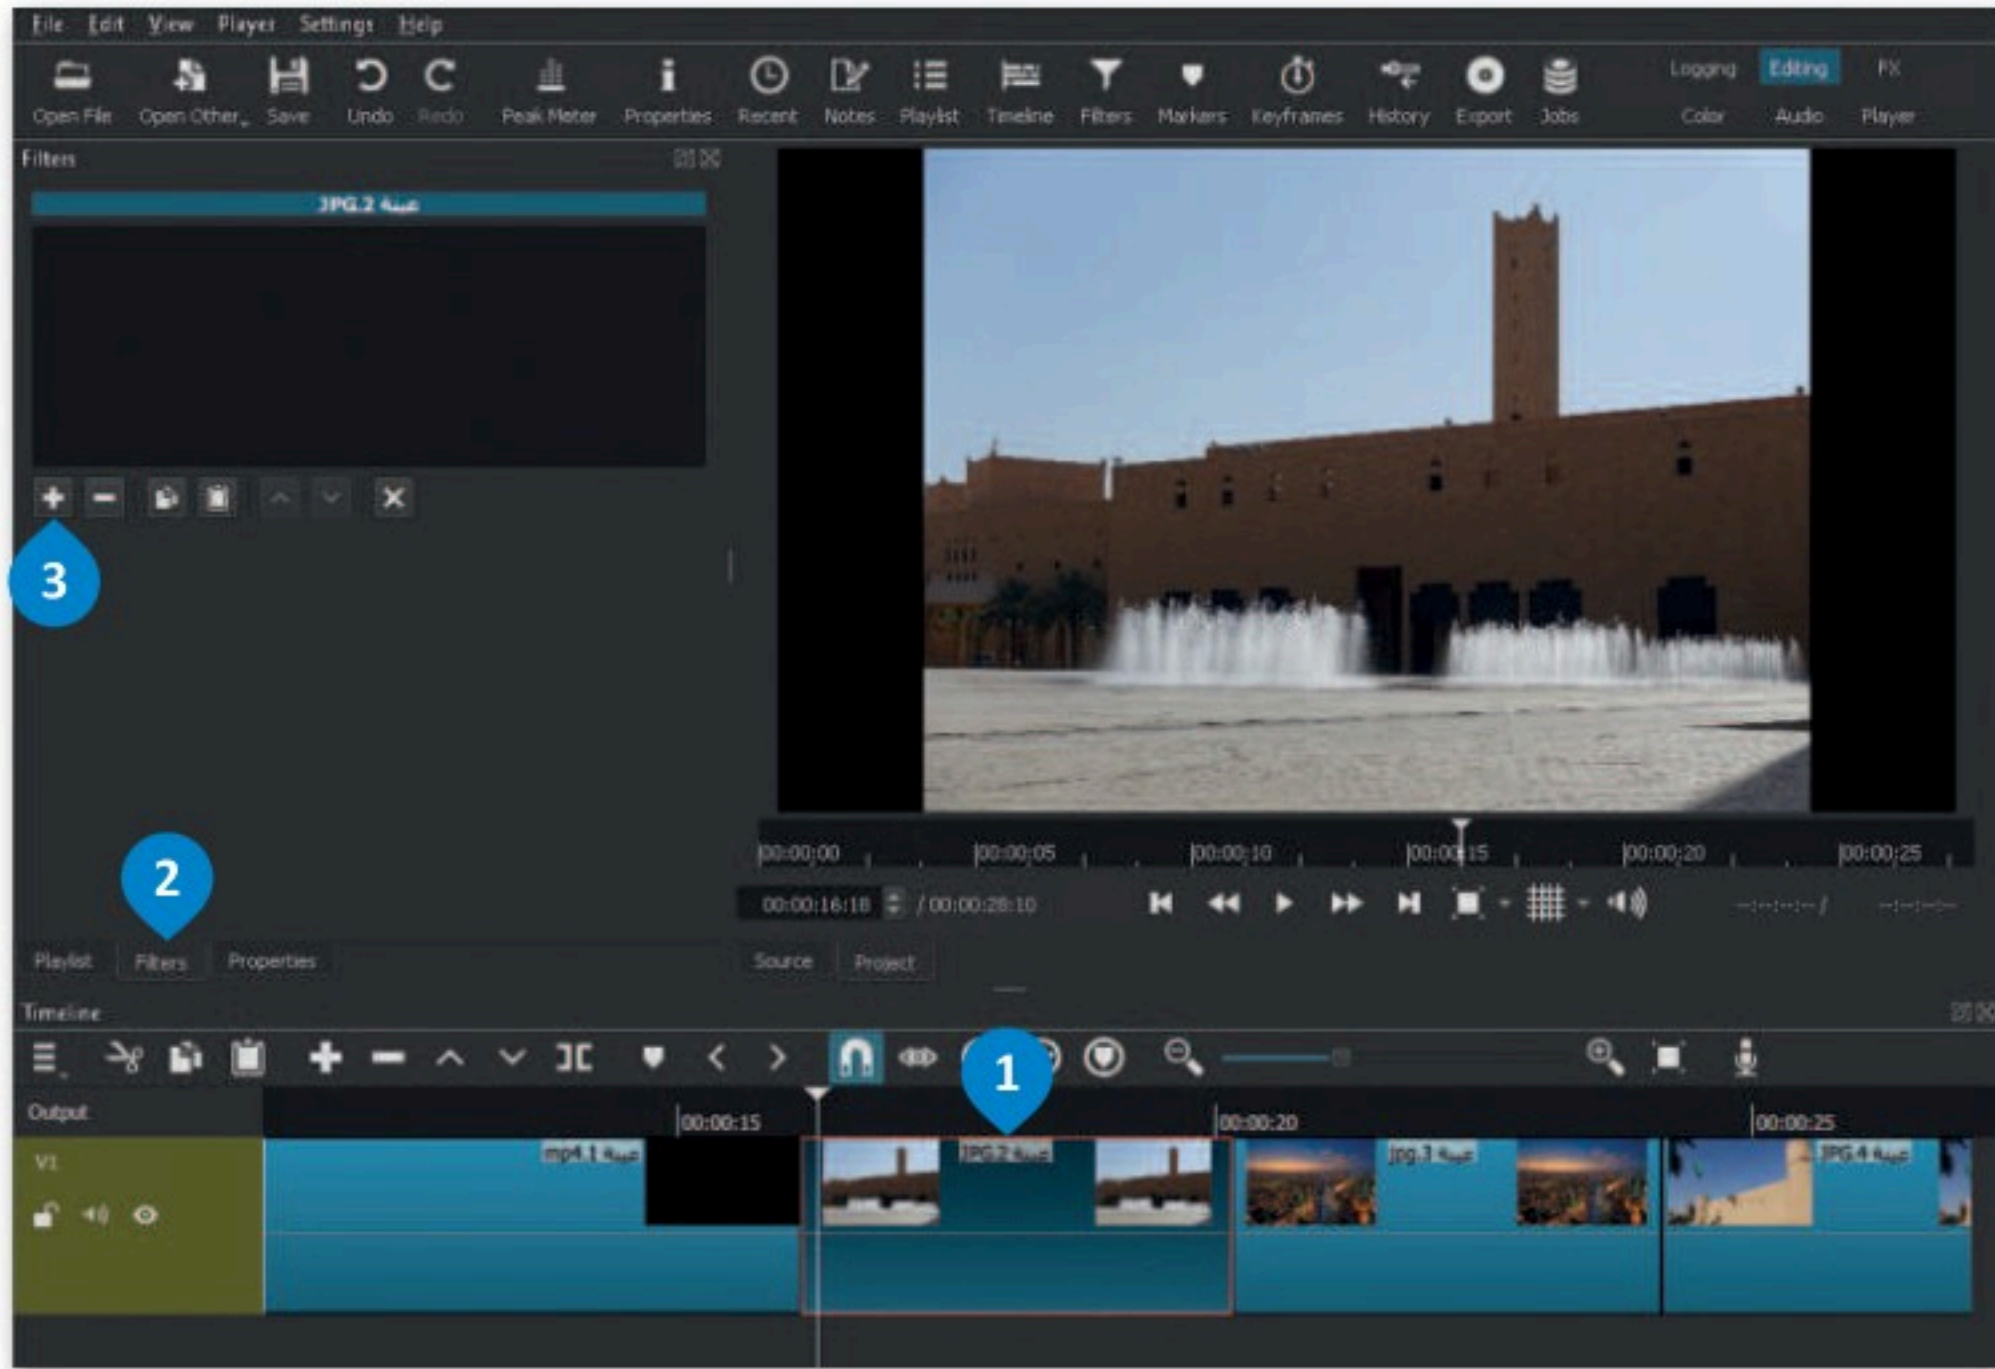 File Edit View Player Settings Help
Open File Open Other Save Undo Redo Peak Meter Properties Recent Notes Playlist Timeline Filters Markers Keyframes History Export Jobs
Logging Editing FX
Color Audio Player
Filters
عينة JPG.2
3
2
00:00;00 00:00;05 00:00;10 00:00;15 00:00;20 00:00;25
00:00:16:18 / 00:00:28:10 --:--:--:-- / --:--:--:--
Playlist Filters Properties
Source Project
Timeline
1
Output
00:00:15 00:00:20 00:00:25
V1
عينة mp4.1 عينة JPG.2 عينة jpg.3 عينة JPG.4